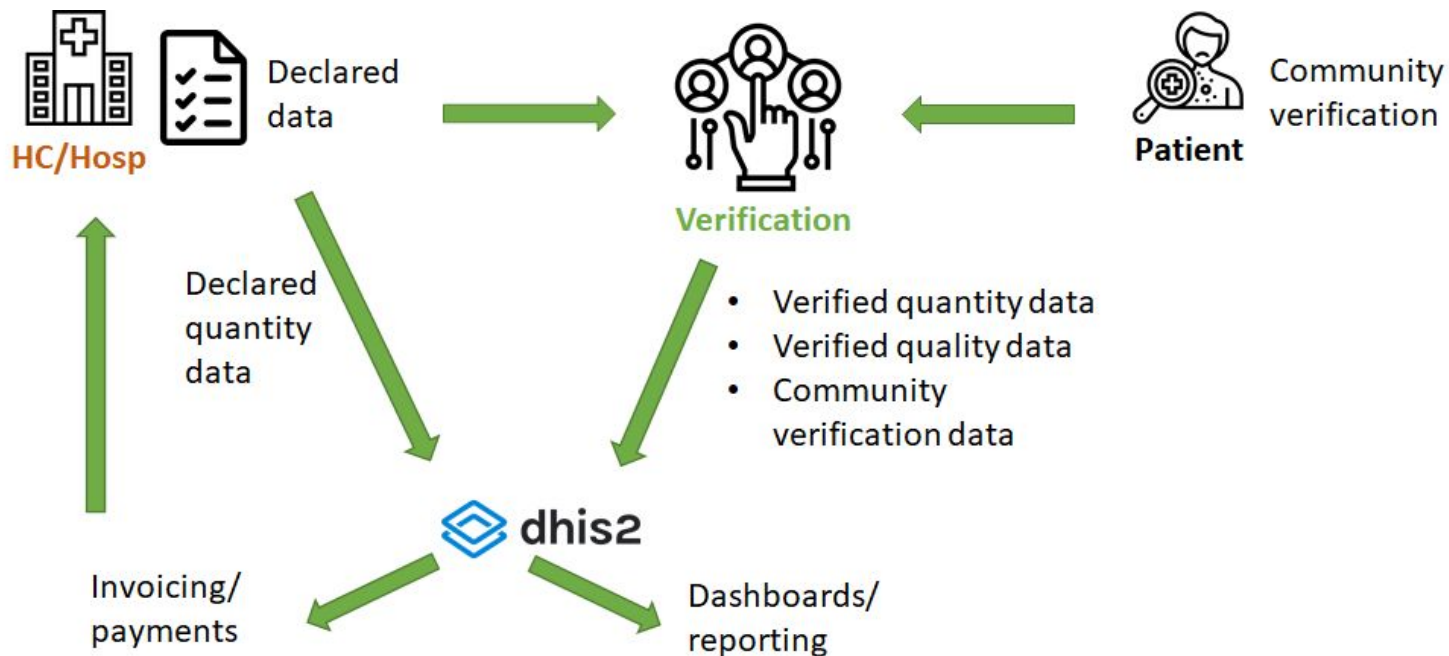 Declared
data
HC/Hosp
Verification
Community
verification
Patient
Declared
quantity
data
• Verified quantity data
• Verified quality data
• Community
verification data
dhis2
Invoicing/
payments
Dashboards/
reporting